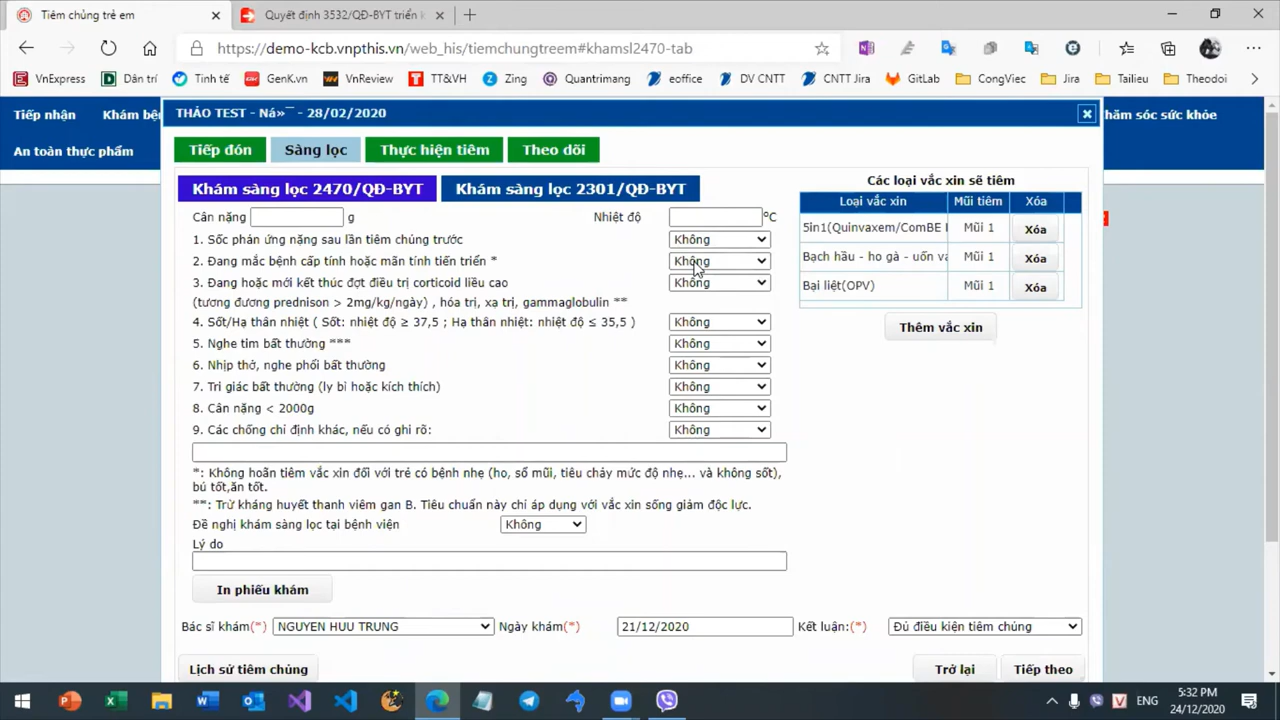 Tiêm chủng trẻ em
Quyết định 3532/QĐ-BYT triển k
https://demo-kcb.vnpthis.vn/web_his/tiemchungtreem#khamsl2470-tab
VnExpress
Dân trí
Tinh tế
GenK.vn
VnReview
TT&VH
Zing
Quantrimang
eoffice
DV CNTT
CNTT Jira
GitLab
CongViec
Jira
Tailieu
Theodoi
Tiếp nhận
Khám bệ
hăm sóc sức khỏe
An toàn thực phẩm
THẢO TEST - Ná»¯ - 28/02/2020
Tiếp đón
Sàng lọc
Thực hiện tiêm
Theo dõi
Khám sàng lọc 2470/QĐ-BYT
Khám sàng lọc 2301/QĐ-BYT
Cân nặng
g
Nhiệt độ
ºC
1. Sốc phản ứng nặng sau lần tiêm chủng trước
Không
2. Đang mắc bệnh cấp tính hoặc mãn tính tiến triển *
Không
3. Đang hoặc mới kết thúc đợt điều trị corticoid liều cao
Không
(tương đương prednison > 2mg/kg/ngày) , hóa trị, xạ trị, gammaglobulin **
4. Sốt/Hạ thân nhiệt ( Sốt: nhiệt độ ≥ 37,5 ; Hạ thân nhiệt: nhiệt độ ≤ 35,5 )
Không
5. Nghe tim bất thường ***
Không
6. Nhịp thở, nghe phổi bất thường
Không
7. Tri giác bất thường (ly bì hoặc kích thích)
Không
8. Cân nặng < 2000g
Không
9. Các chống chỉ định khác, nếu có ghi rõ:
Không
*: Không hoãn tiêm vắc xin đối với trẻ có bệnh nhẹ (ho, sổ mũi, tiêu chảy mức độ nhẹ... và không sốt),
bú tốt,ăn tốt.
**: Trừ kháng huyết thanh viêm gan B. Tiêu chuẩn này chỉ áp dụng với vắc xin sống giảm độc lực.
Đề nghị khám sàng lọc tại bệnh viện
Không
Lý do
In phiếu khám
Các loại vắc xin sẽ tiêm
Loại vắc xin
Mũi tiêm
Xóa
5in1(Quinvaxem/ComBE
Mũi 1
Xóa
Bạch hầu - ho gà - uốn vá
Mũi 1
Xóa
Bại liệt(OPV)
Mũi 1
Xóa
Thêm vắc xin
Bác sĩ khám(*)
NGUYEN HUU TRUNG
Ngày khám(*)
21/12/2020
Kết luận:(*)
Đủ điều kiện tiêm chủng
Lịch sử tiêm chủng
Trở lại
Tiếp theo
ENG
5:32 PM
24/12/2020